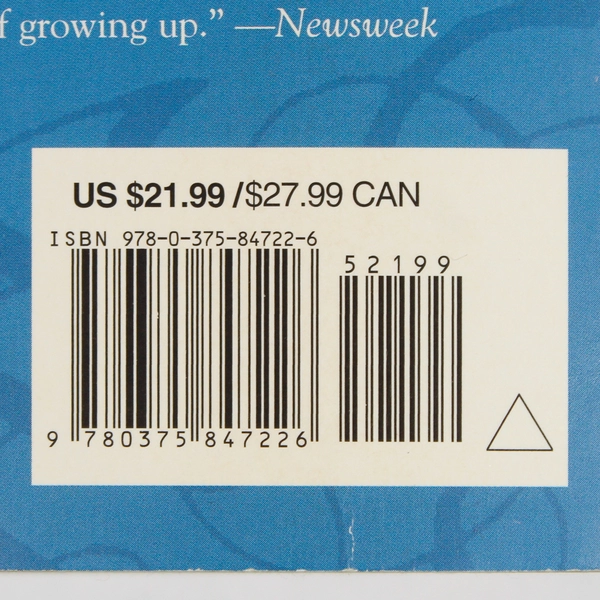 f growing up.” —Newsweek
US $21.99 /$27.99 CAN
ISBN 978-0-375-84722-6
52199
9 780375 847226